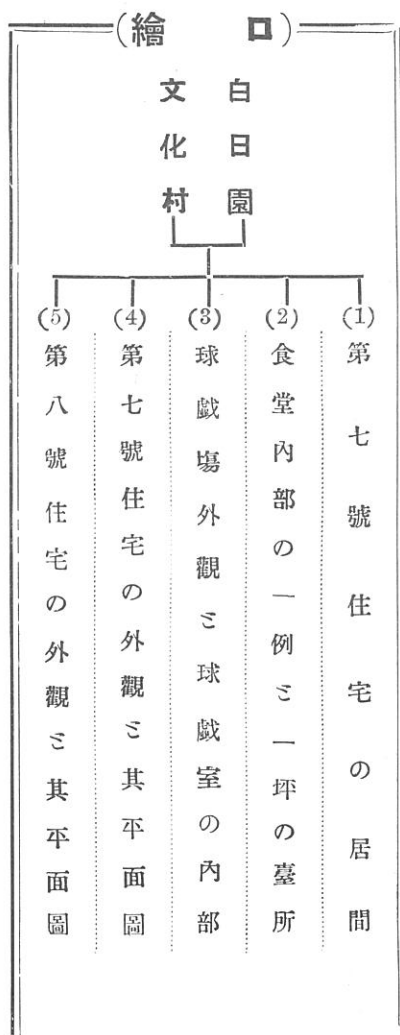 (口繪)
白日園
文化村
(1)第七號住宅の居間
(2)食堂內部の一例と一坪の臺所
(3)球戯場外觀と球戯室の內部
(4)第七號住宅の外觀と其平面圖
(5)第八號住宅の外觀と其平面圖